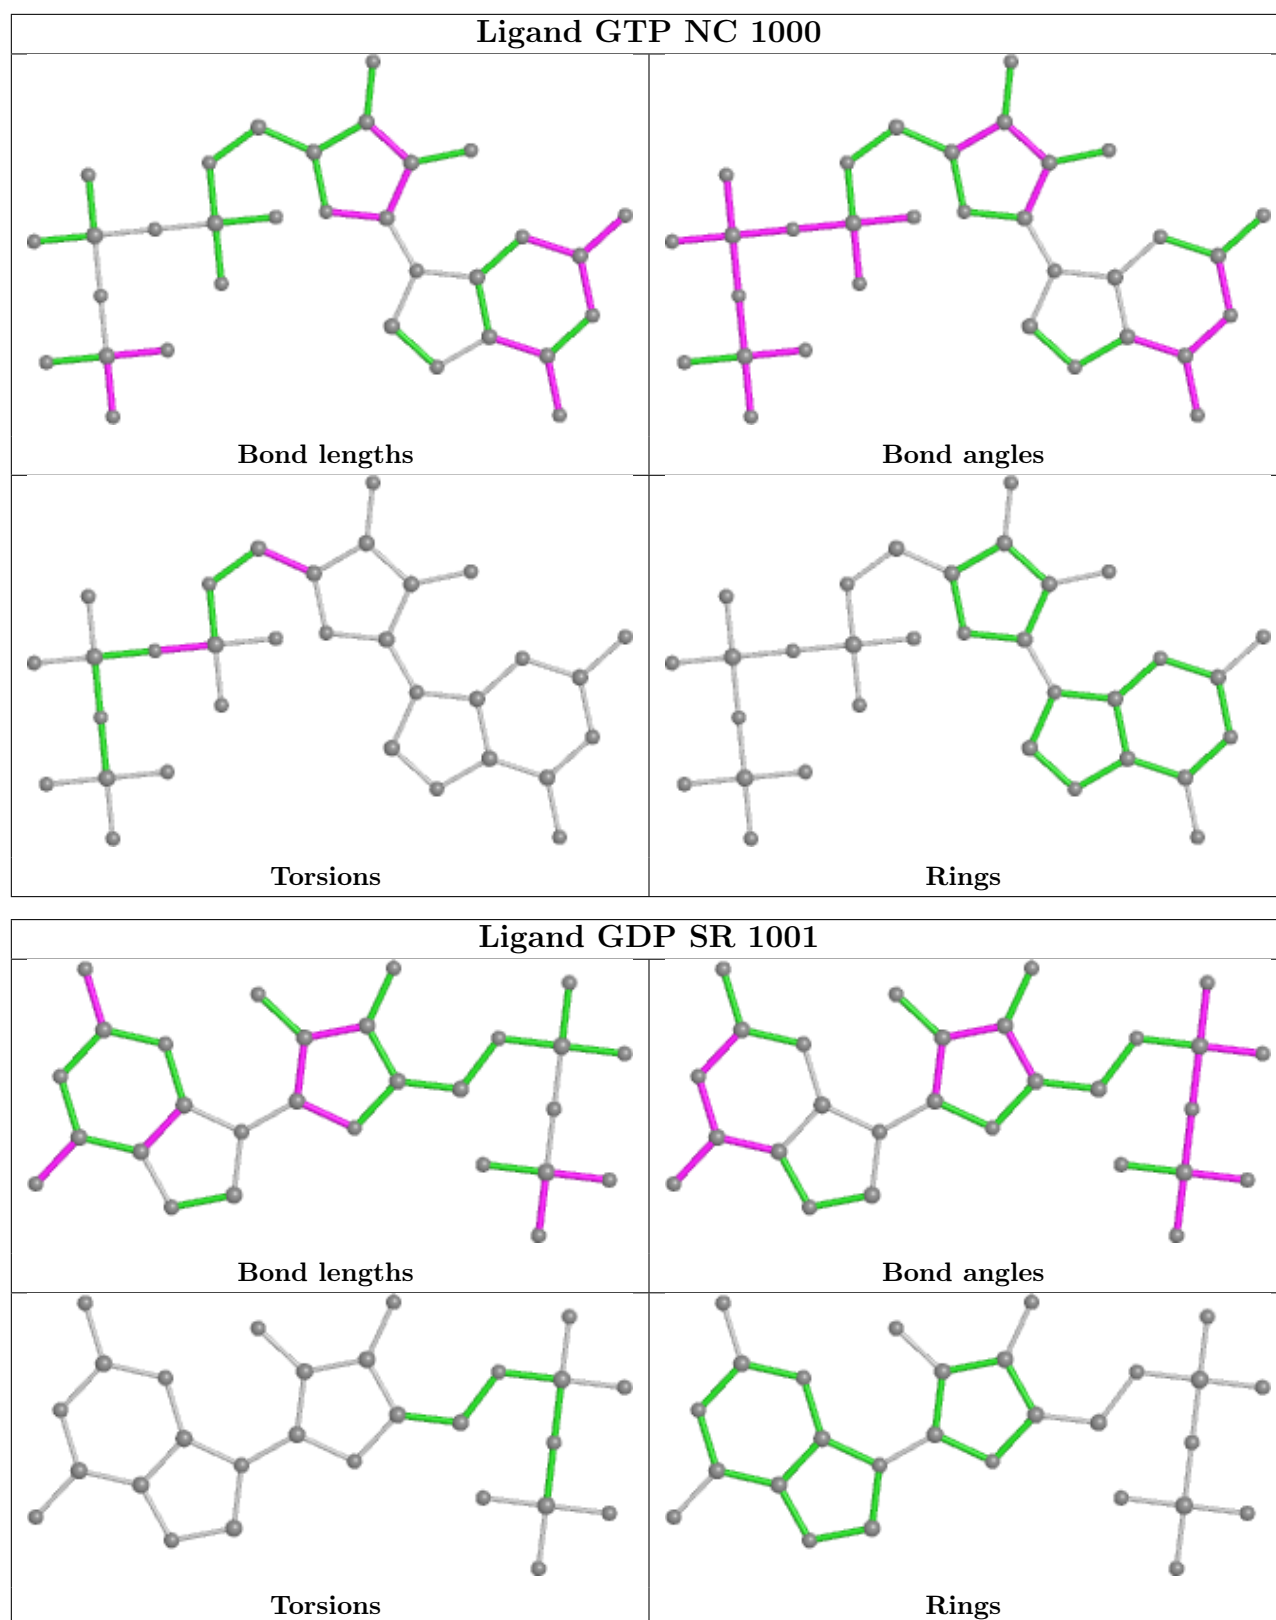 Ligand GTP NC 1000
Bond lengths
Bond angles
Torsions
Rings
Ligand GDP SR 1001
Bond lengths
Bond angles
Torsions
Rings